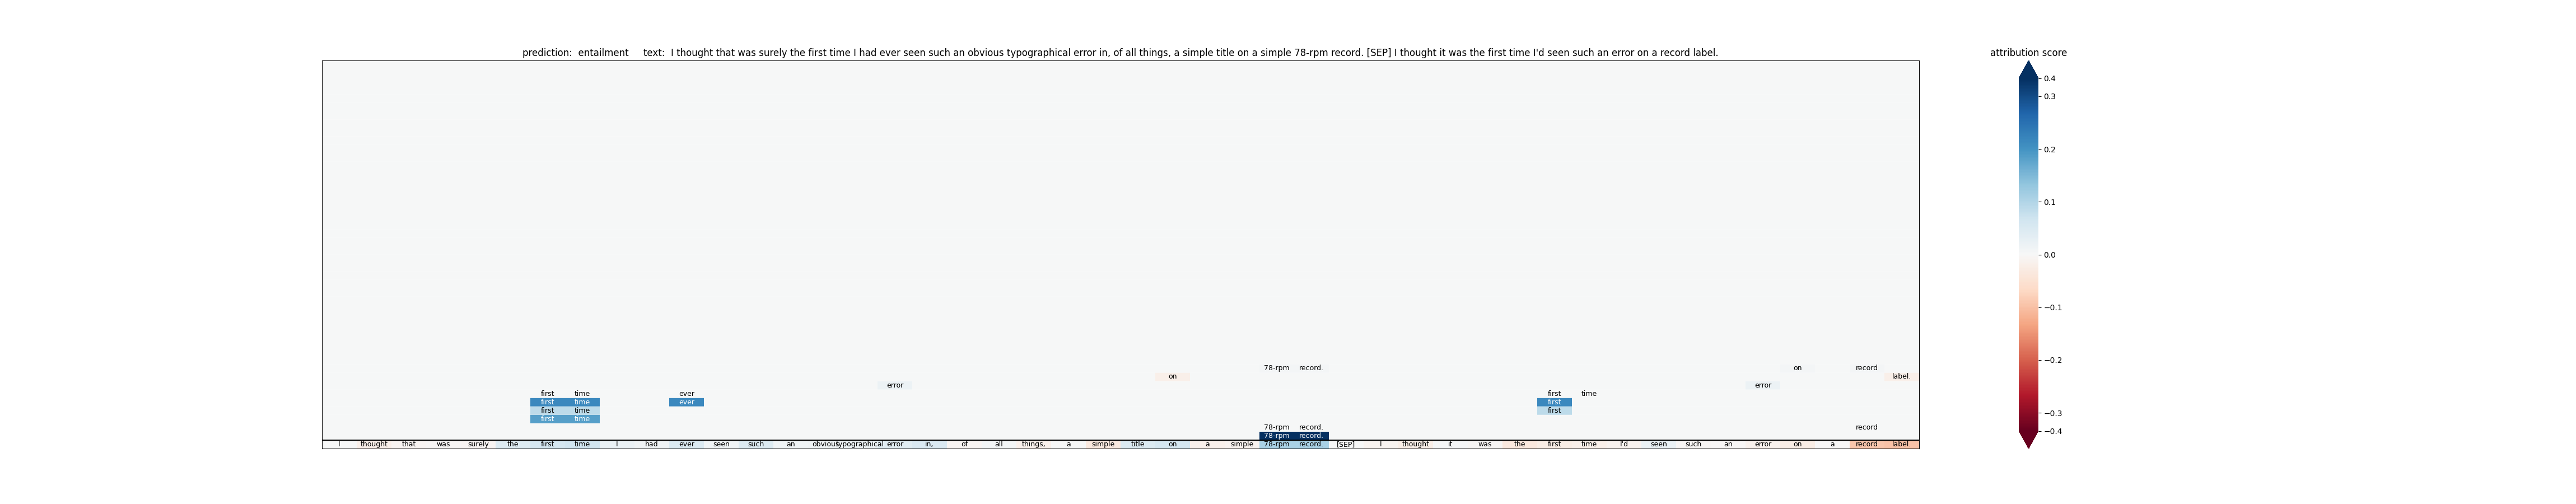 prediction:  entailment     text:  I thought that was surely the first time I had ever seen such an obvious typographical error in, of all things, a simple title on a simple 78-rpm record. [SEP] I thought it was the first time I'd seen such an error on a record label.
attribution score
0.4
0.3
0.2
0.1
0.0
−0.1
−0.2
−0.3
−0.4
78-rpm record. on record
on label.
error error
first time ever first time
first time ever first
first time first
first time
78-rpm record. record
78-rpm record.
I thought that was surely the first time I had ever seen such an obvious typographical error in, of all things, a simple title on a simple 78-rpm record. [SEP] I thought it was the first time I'd seen such an error on a record label.